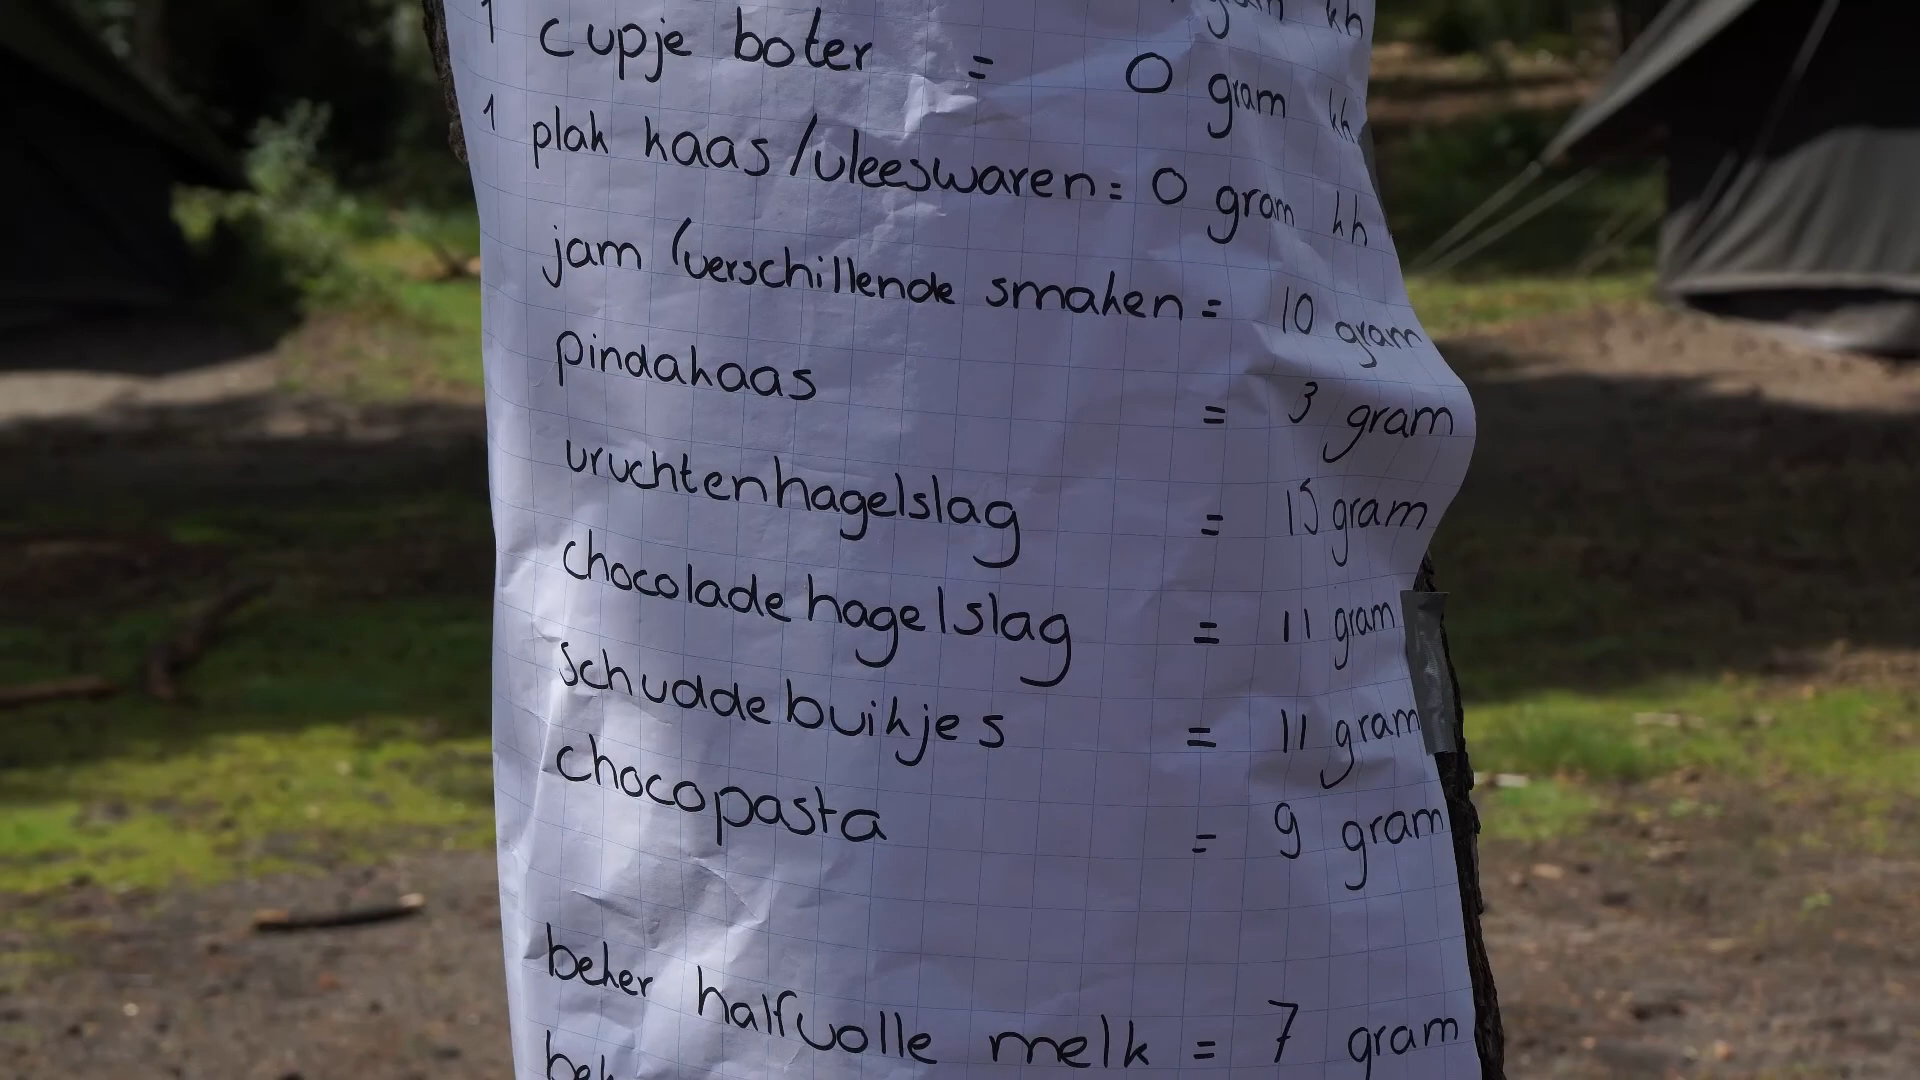 gram kh
1 cupje boter = 0 gram kh
1 plak kaas/vleeswaren = 0 gram kh
jam (verschillende smaken = 10 gram
pindakaas = 3 gram
vruchtenhagelslag = 15 gram
chocoladehagelslag = 11 gram
schuddebuikjes = 11 gram
chocopasta = 9 gram
beker halfvolle melk = 7 gram